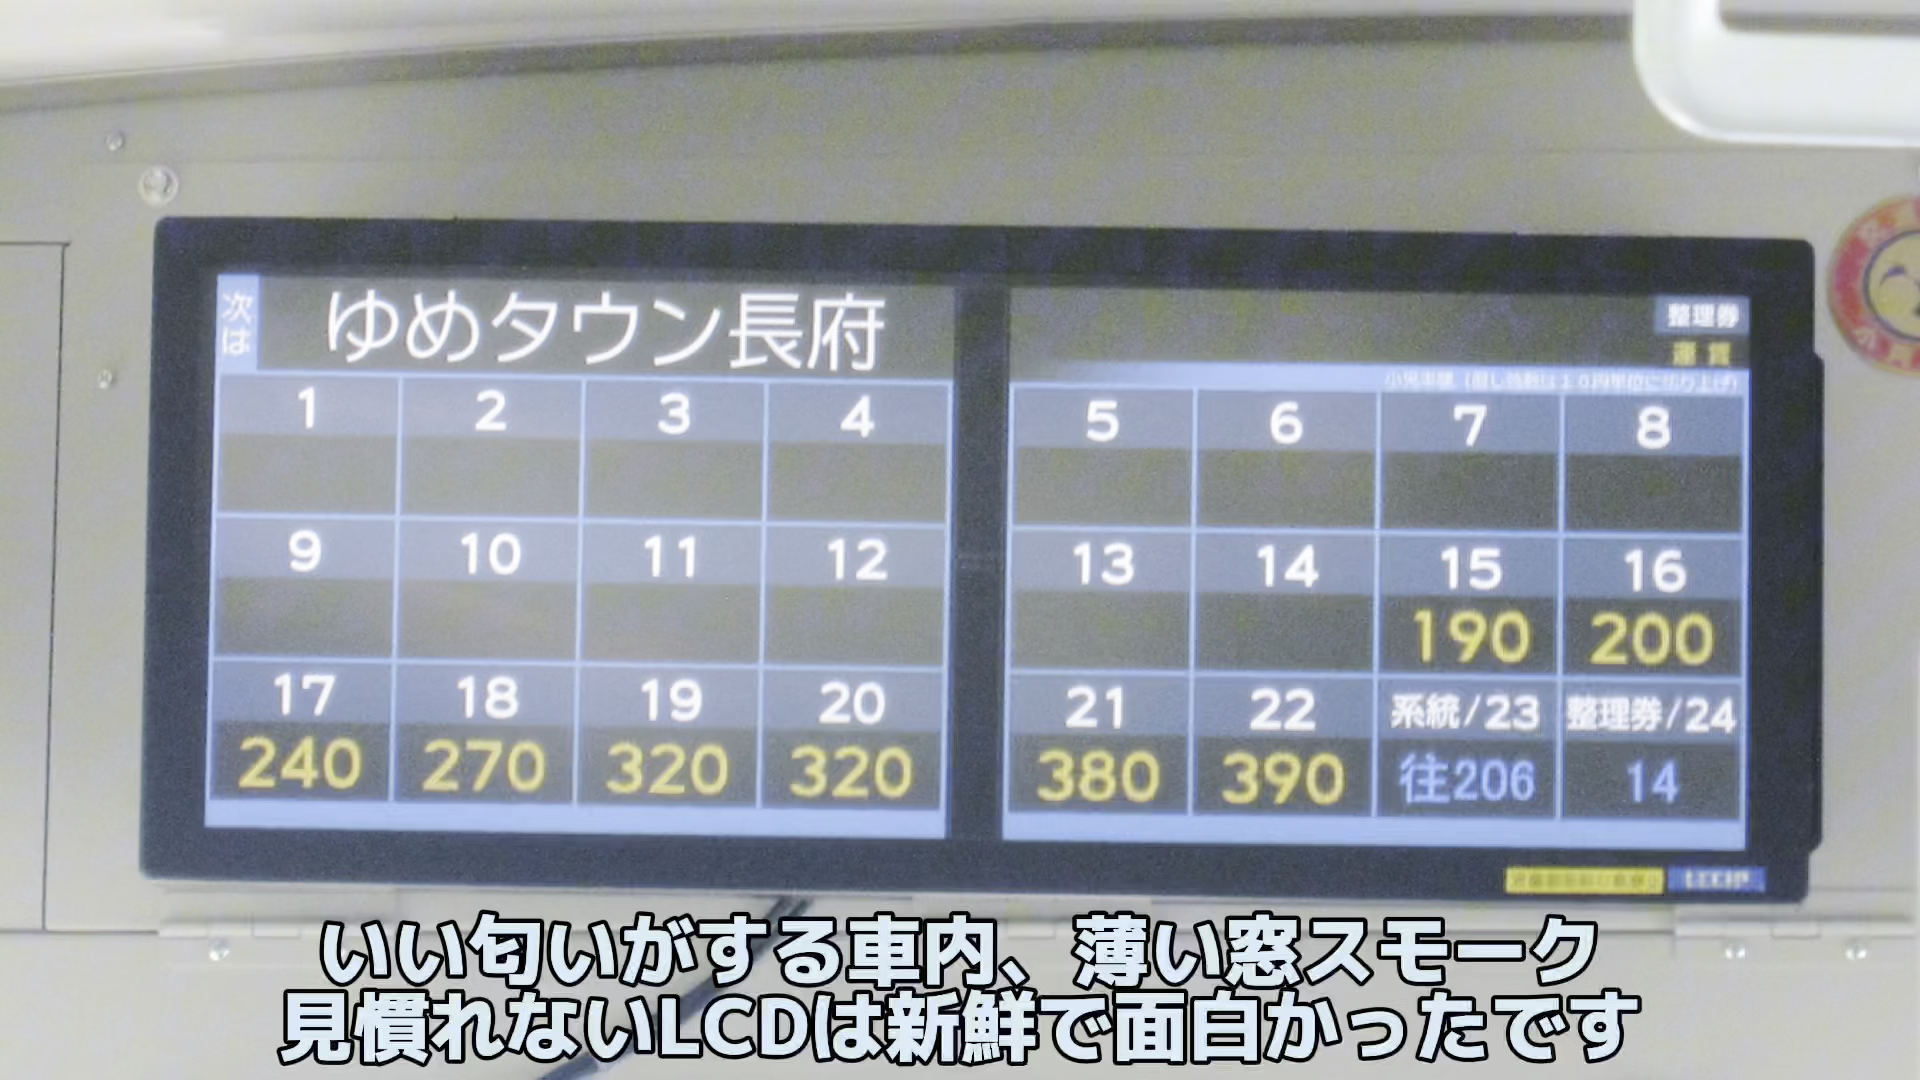 次は
ゆめタウン長府
整理券
運賃
1 2 3 4 5 6 7 8
9 10 11 12 13 14 15 16
190 200
17 18 19 20 21 22 系統/23 整理券/24
240 270 320 320 380 390 往206 14
いい匂いがする車内、薄い窓スモーク
見慣れないLCDは新鮮で面白かったです